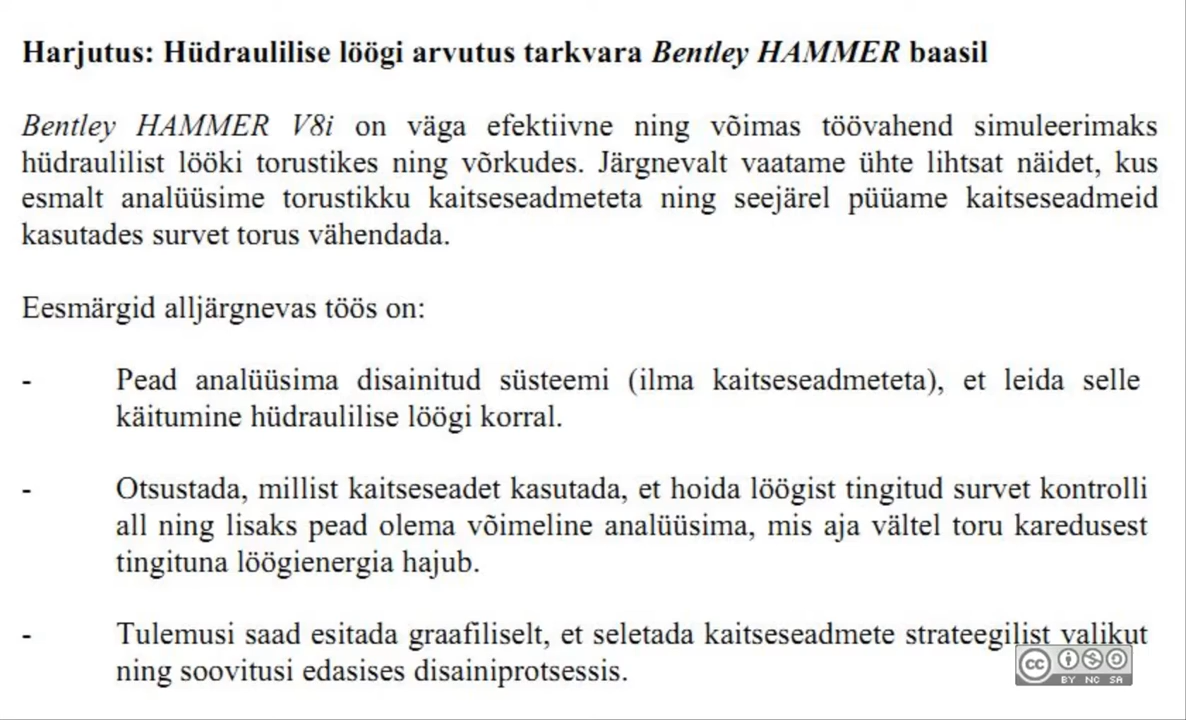 Harjutus: Hüdraulilise löögi arvutus tarkvara Bentley HAMMER baasil
Bentley HAMMER V8i on väga efektiivne ning võimas töövahend simuleerimaks
hüdraulilist lööki torustikes ning võrkudes. Järgnevalt vaatame ühte lihtsat näidet, kus
esmalt analüüsime torustikku kaitseseadmeteta ning seejärel püüame kaitseseadmeid
kasutades survet torus vähendada.
Eesmärgid alljärgnevas töös on:
- Pead analüüsima disainitud süsteemi (ilma kaitseseadmeteta), et leida selle
käitumine hüdraulilise löögi korral.
- Otsustada, millist kaitseseadet kasutada, et hoida löögist tingitud survet kontrolli
all ning lisaks pead olema võimeline analüüsima, mis aja vältel toru karedusest
tingituna löögienergia hajub.
- Tulemusi saad esitada graafiliselt, et seletada kaitseseadmete strateegilist valikut
ning soovitusi edasises disainiprotsessis.
cc
BY NC SA